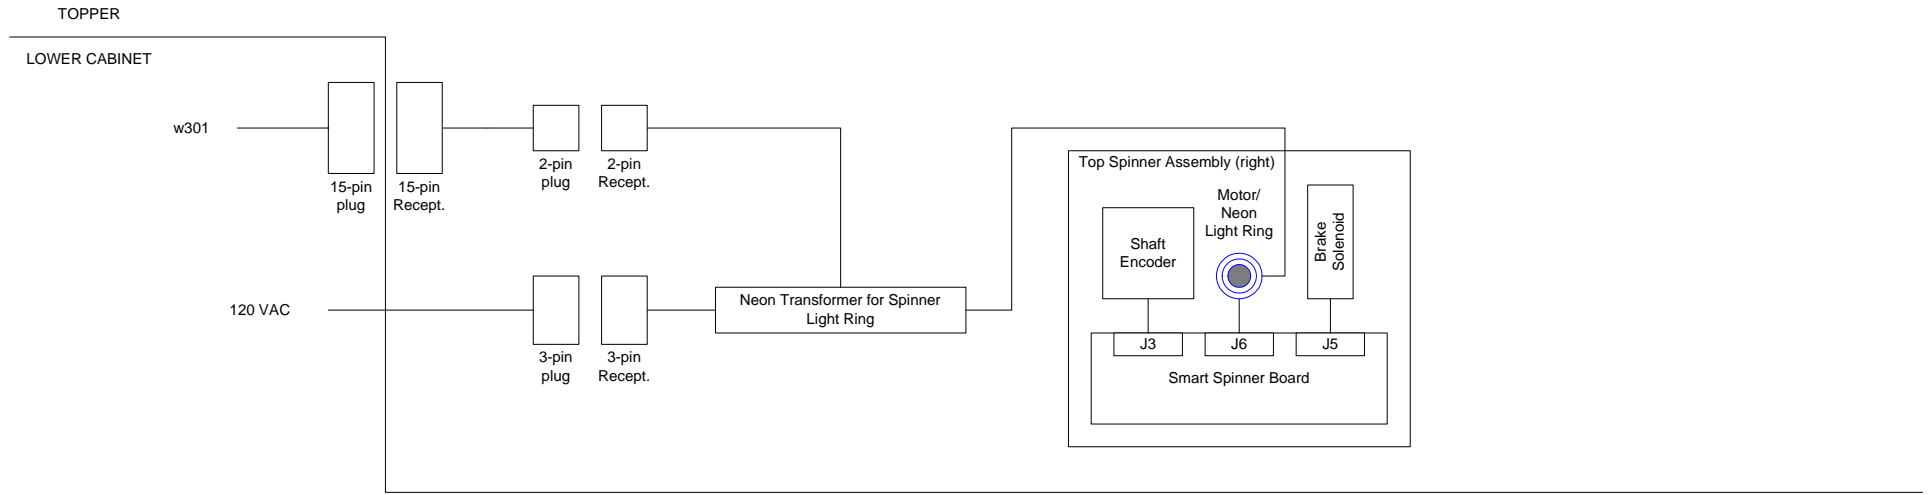 TOPPER
LOWER CABINET
w301
15-pin
plug
15-pin
Recept.
2-pin
plug
2-pin
Recept.
120 VAC
3-pin
plug
3-pin
Recept.
Neon Transformer for Spinner
Light Ring
Top Spinner Assembly (right)
Shaft
Encoder
Motor/
Neon
Light Ring
Brake
Solenoid
J3
J6
J5
Smart Spinner Board